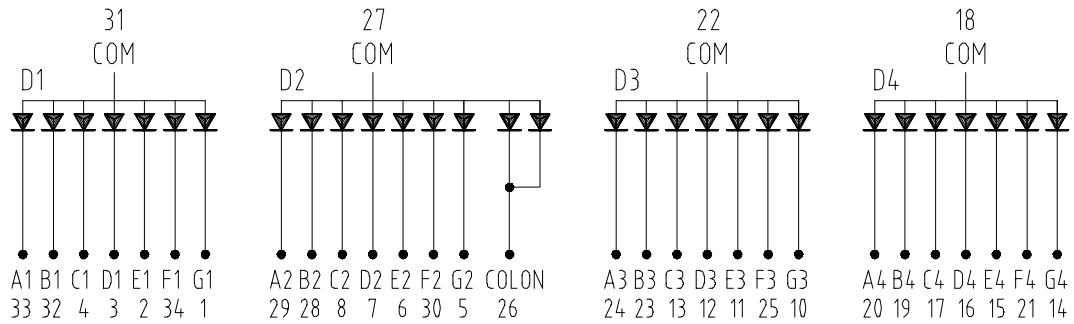 31 27 22 18
COM COM COM COM
D1 D2 D3 D4
A1 B1 C1 D1 E1 F1 G1 A2 B2 C2 D2 E2 F2 G2 COLON A3 B3 C3 D3 E3 F3 G3 A4 B4 C4 D4 E4 F4 G4
33 32 4 3 2 34 1 29 28 8 7 6 30 5 26 24 23 13 12 11 25 10 20 19 17 16 15 21 14